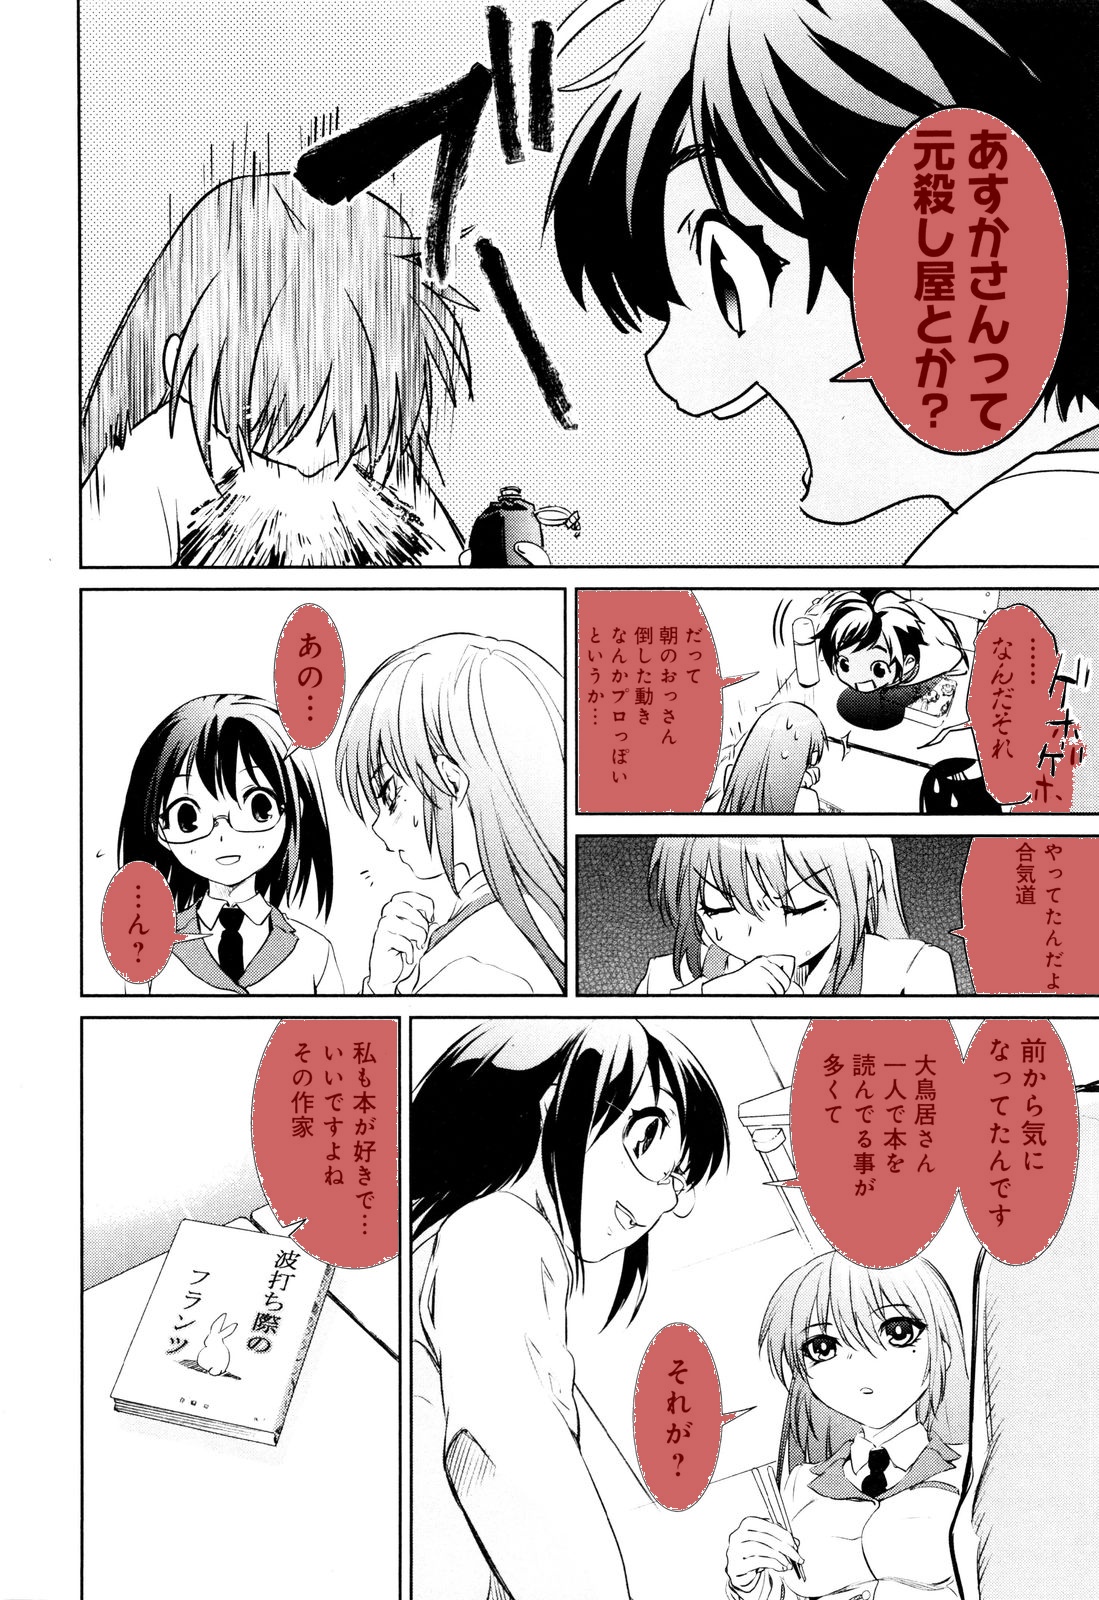 あすかさんって
元殺し屋とか？
ブッ
……
なんだそれ
ゲホ
ゲホ
だって
朝のおっさん
倒した動き
なんかプロっぽい
というか…
やってたんだよ
合気道
あの…
…ん？
前から気に
なってたんです
大鳥居さん
一人で本を
読んでる事が
多くて
それが？
私も本が好きで…
いいですよね
その作家
波打ち際の
フランツ